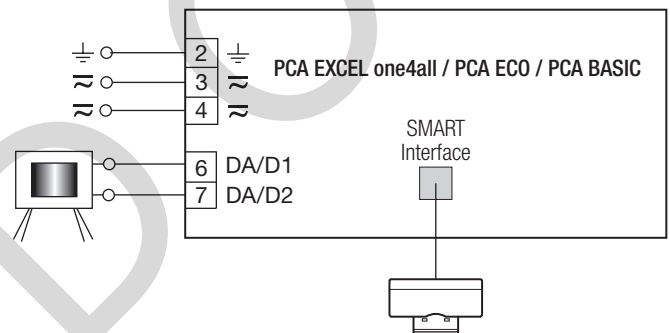 2
PCA EXCEL one4all / PCA ECO / PCA BASIC
3
4
SMART
Interface
6 DA/D1
7 DA/D2